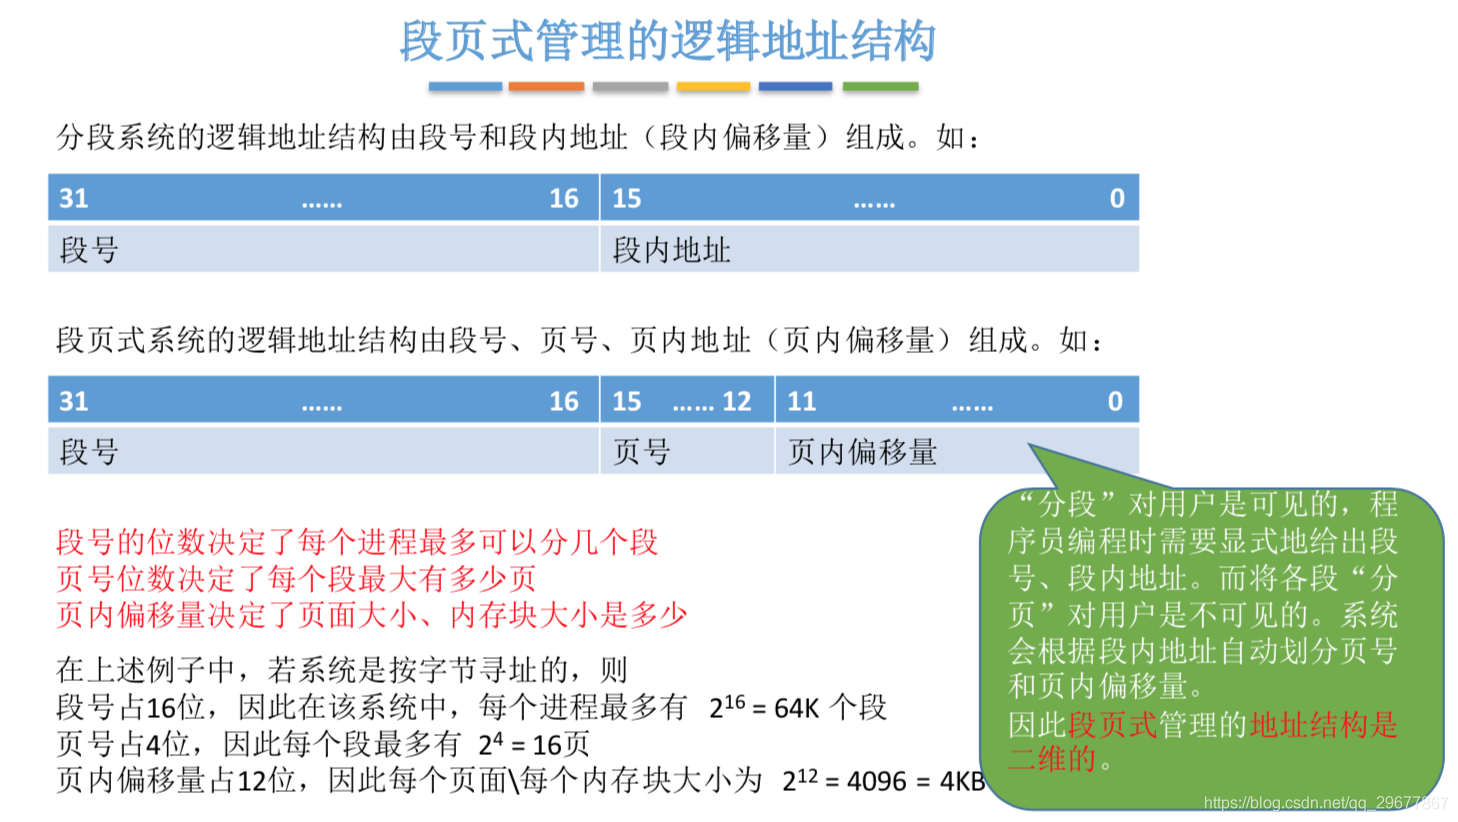 段页式管理的逻辑地址结构
分段系统的逻辑地址结构由段号和段内地址（段内偏移量）组成。如：
31 …… 16 15 …… 0
段号 段内地址
段页式系统的逻辑地址结构由段号、页号、页内地址（页内偏移量）组成。如：
31 …… 16 15 …… 12 11 …… 0
段号 页号 页内偏移量
段号的位数决定了每个进程最多可以分几个段
页号位数决定了每个段最大有多少页
页内偏移量决定了页面大小、内存块大小是多少
在上述例子中，若系统是按字节寻址的，则
段号占16位，因此在该系统中，每个进程最多有 2¹⁶ = 64K 个段
页号占4位，因此每个段最多有 2⁴ = 16页
页内偏移量占12位，因此每个页面\每个内存块大小为 2¹² = 4096 = 4KB
“分段”对用户是可见的，程
序员编程时需要显式地给出段
号、段内地址。而将各段“分
页”对用户是不可见的。系统
会根据段内地址自动划分页号
和页内偏移量。
因此段页式管理的地址结构是
二维的。
https://blog.csdn.net/qq_29677867